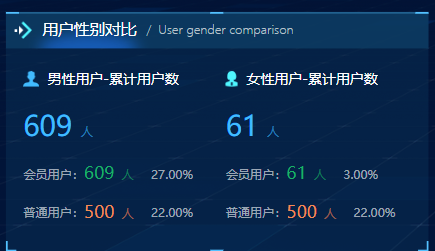 用户性别对比 / User gender comparison
男性用户-累计用户数 女性用户-累计用户数
609 人 61 人
会员用户：609 人 27.00% 会员用户：61 人 3.00%
普通用户：500 人 22.00% 普通用户：500 人 22.00%